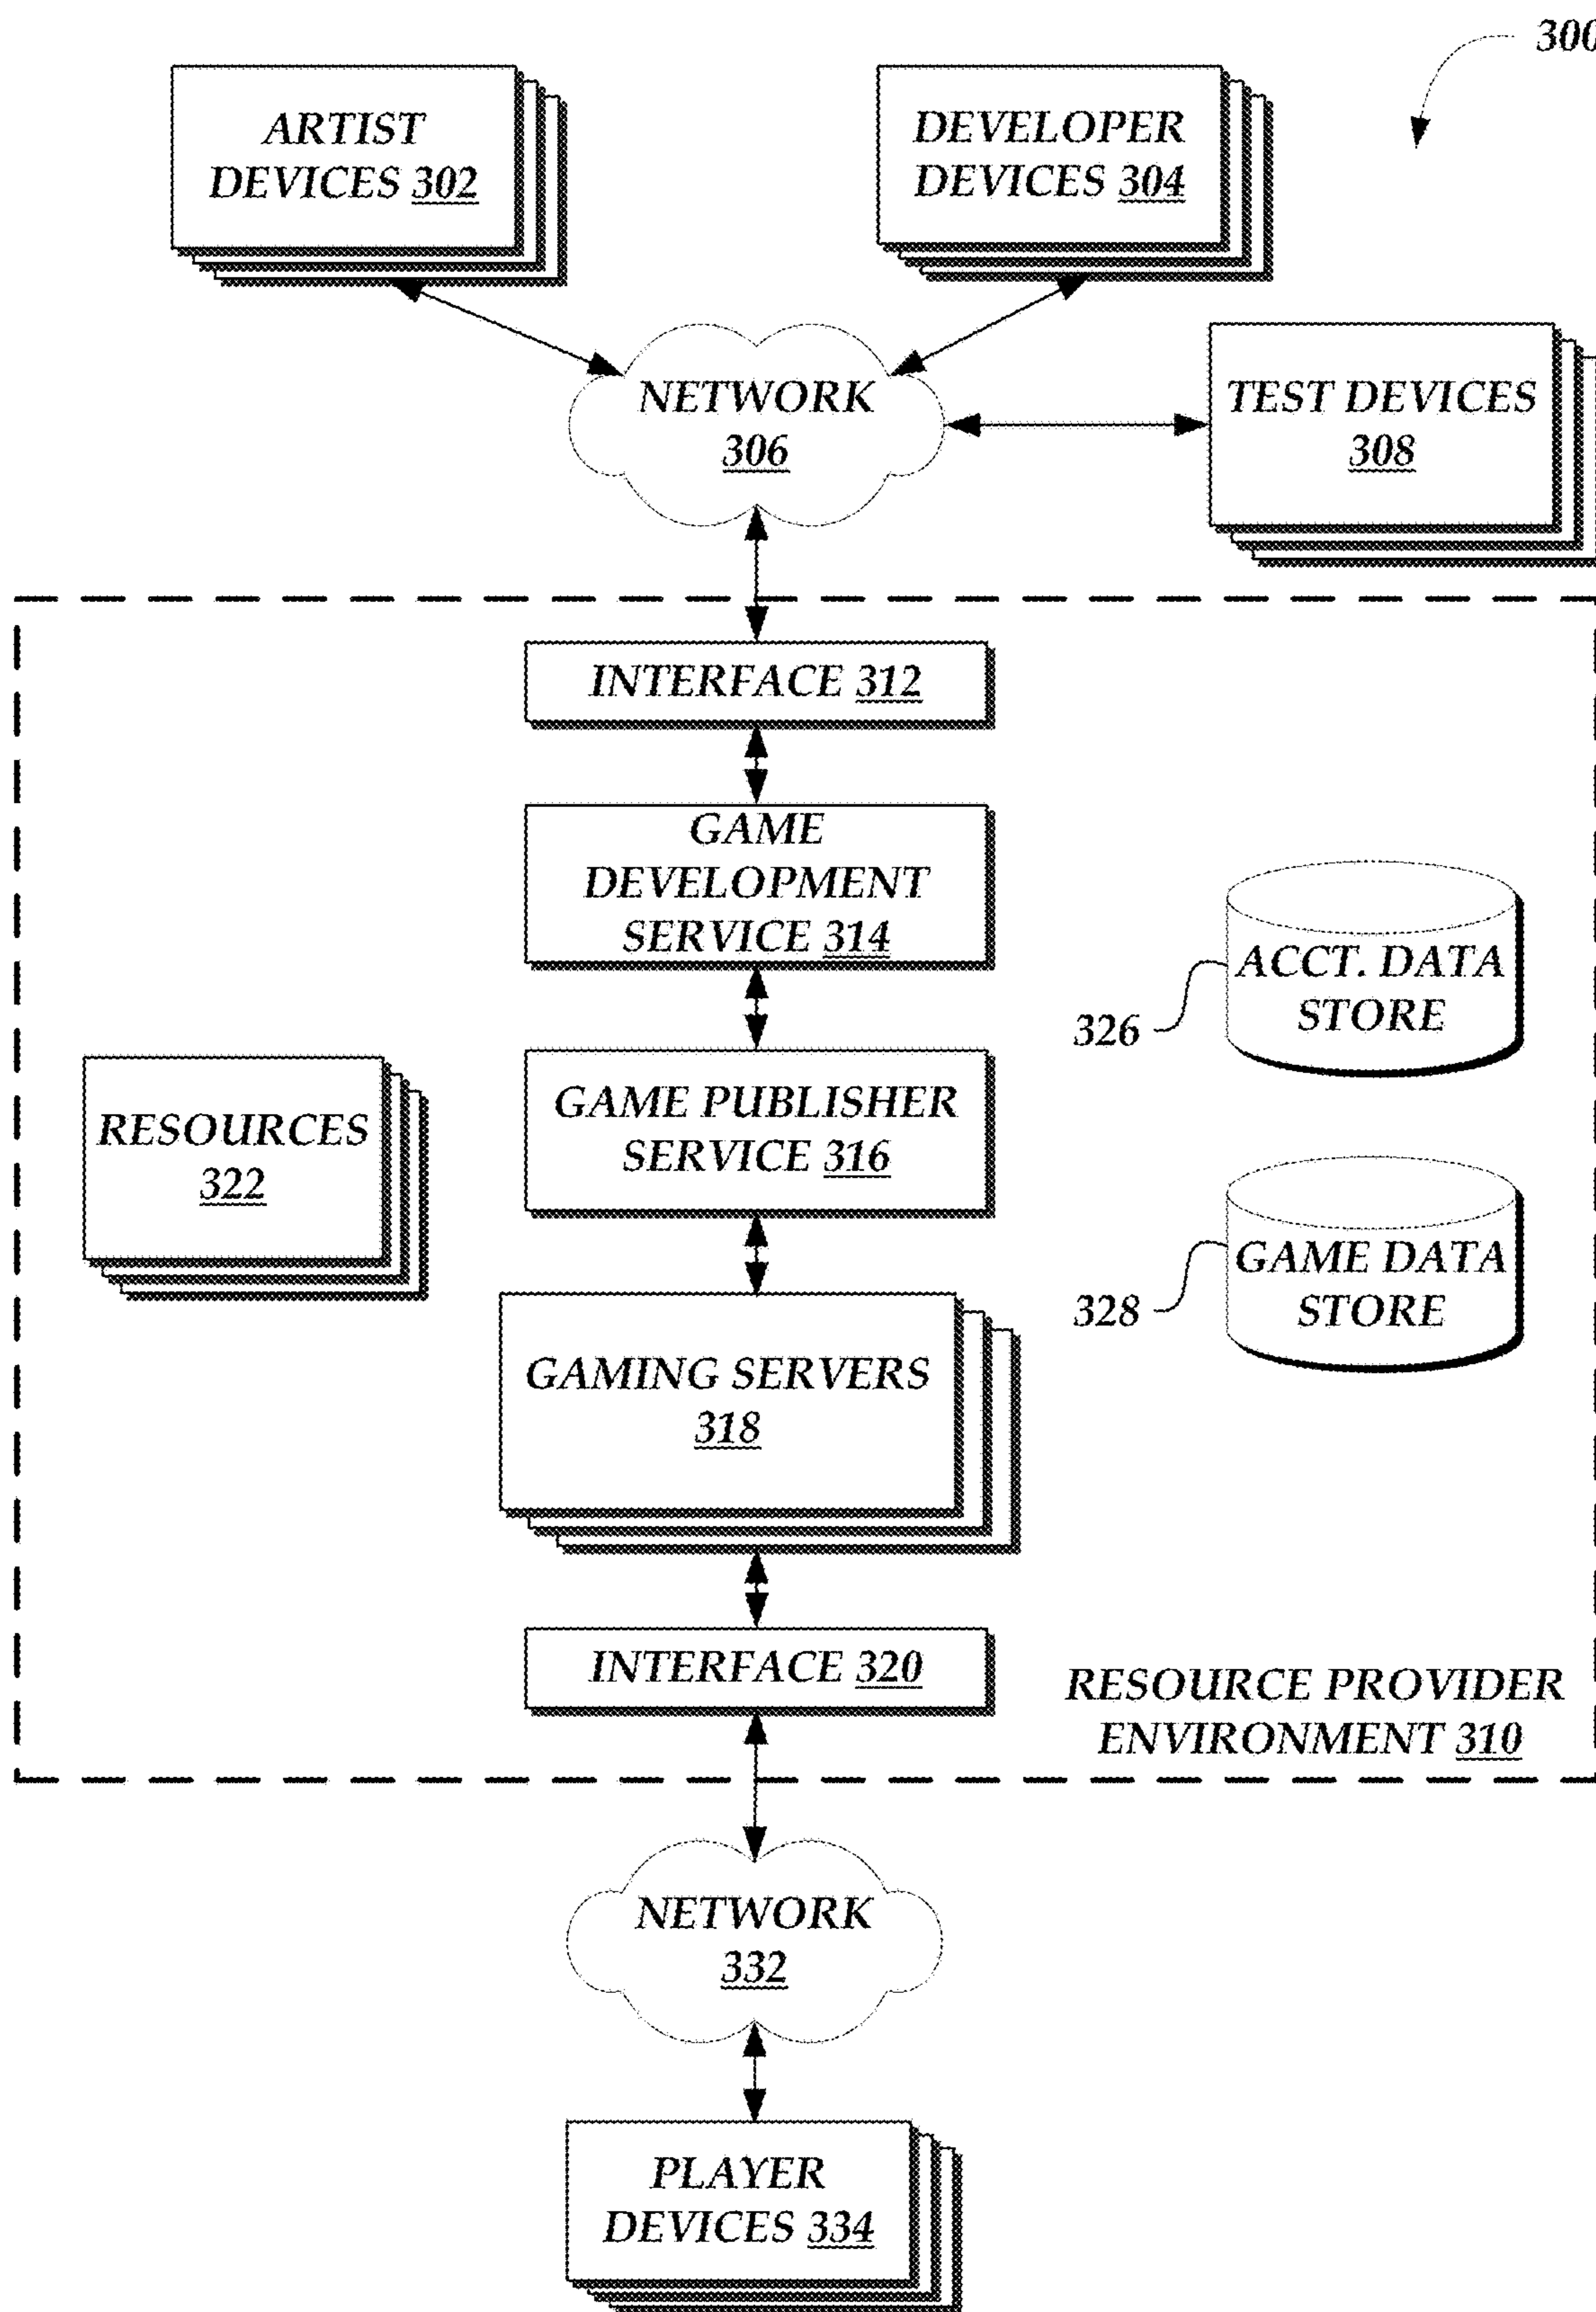 300
ARTIST
DEVICES 302
DEVELOPER
DEVICES 304
NETWORK
306
TEST DEVICES
308
INTERFACE 312
GAME
DEVELOPMENT
SERVICE 314
ACCT. DATA
STORE
326
RESOURCES
322
GAME PUBLISHER
SERVICE 316
GAME DATA
STORE
328
GAMING SERVERS
318
INTERFACE 320
RESOURCE PROVIDER
ENVIRONMENT 310
NETWORK
332
PLAYER
DEVICES 334